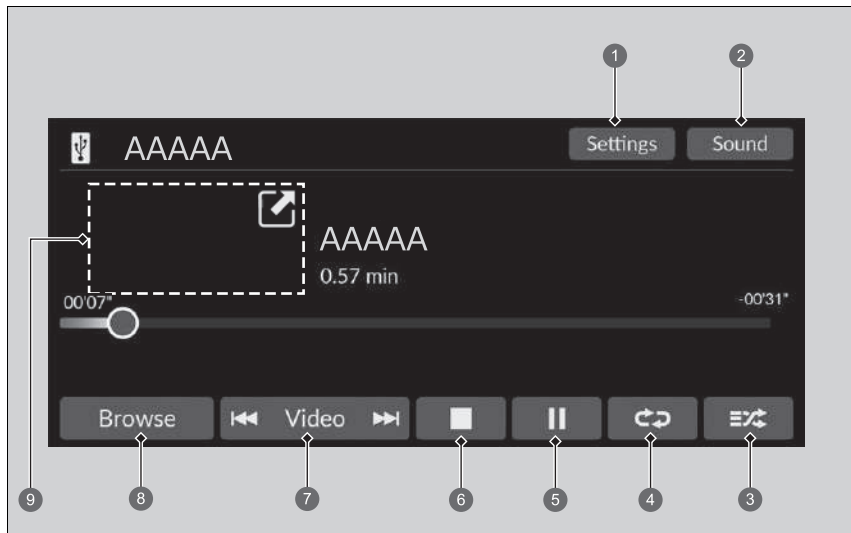 1 2
AAAAA Settings Sound
9
AAAAA
0.57 min
00'07" -00'31"
Browse Video
8 7 6 5 4 3